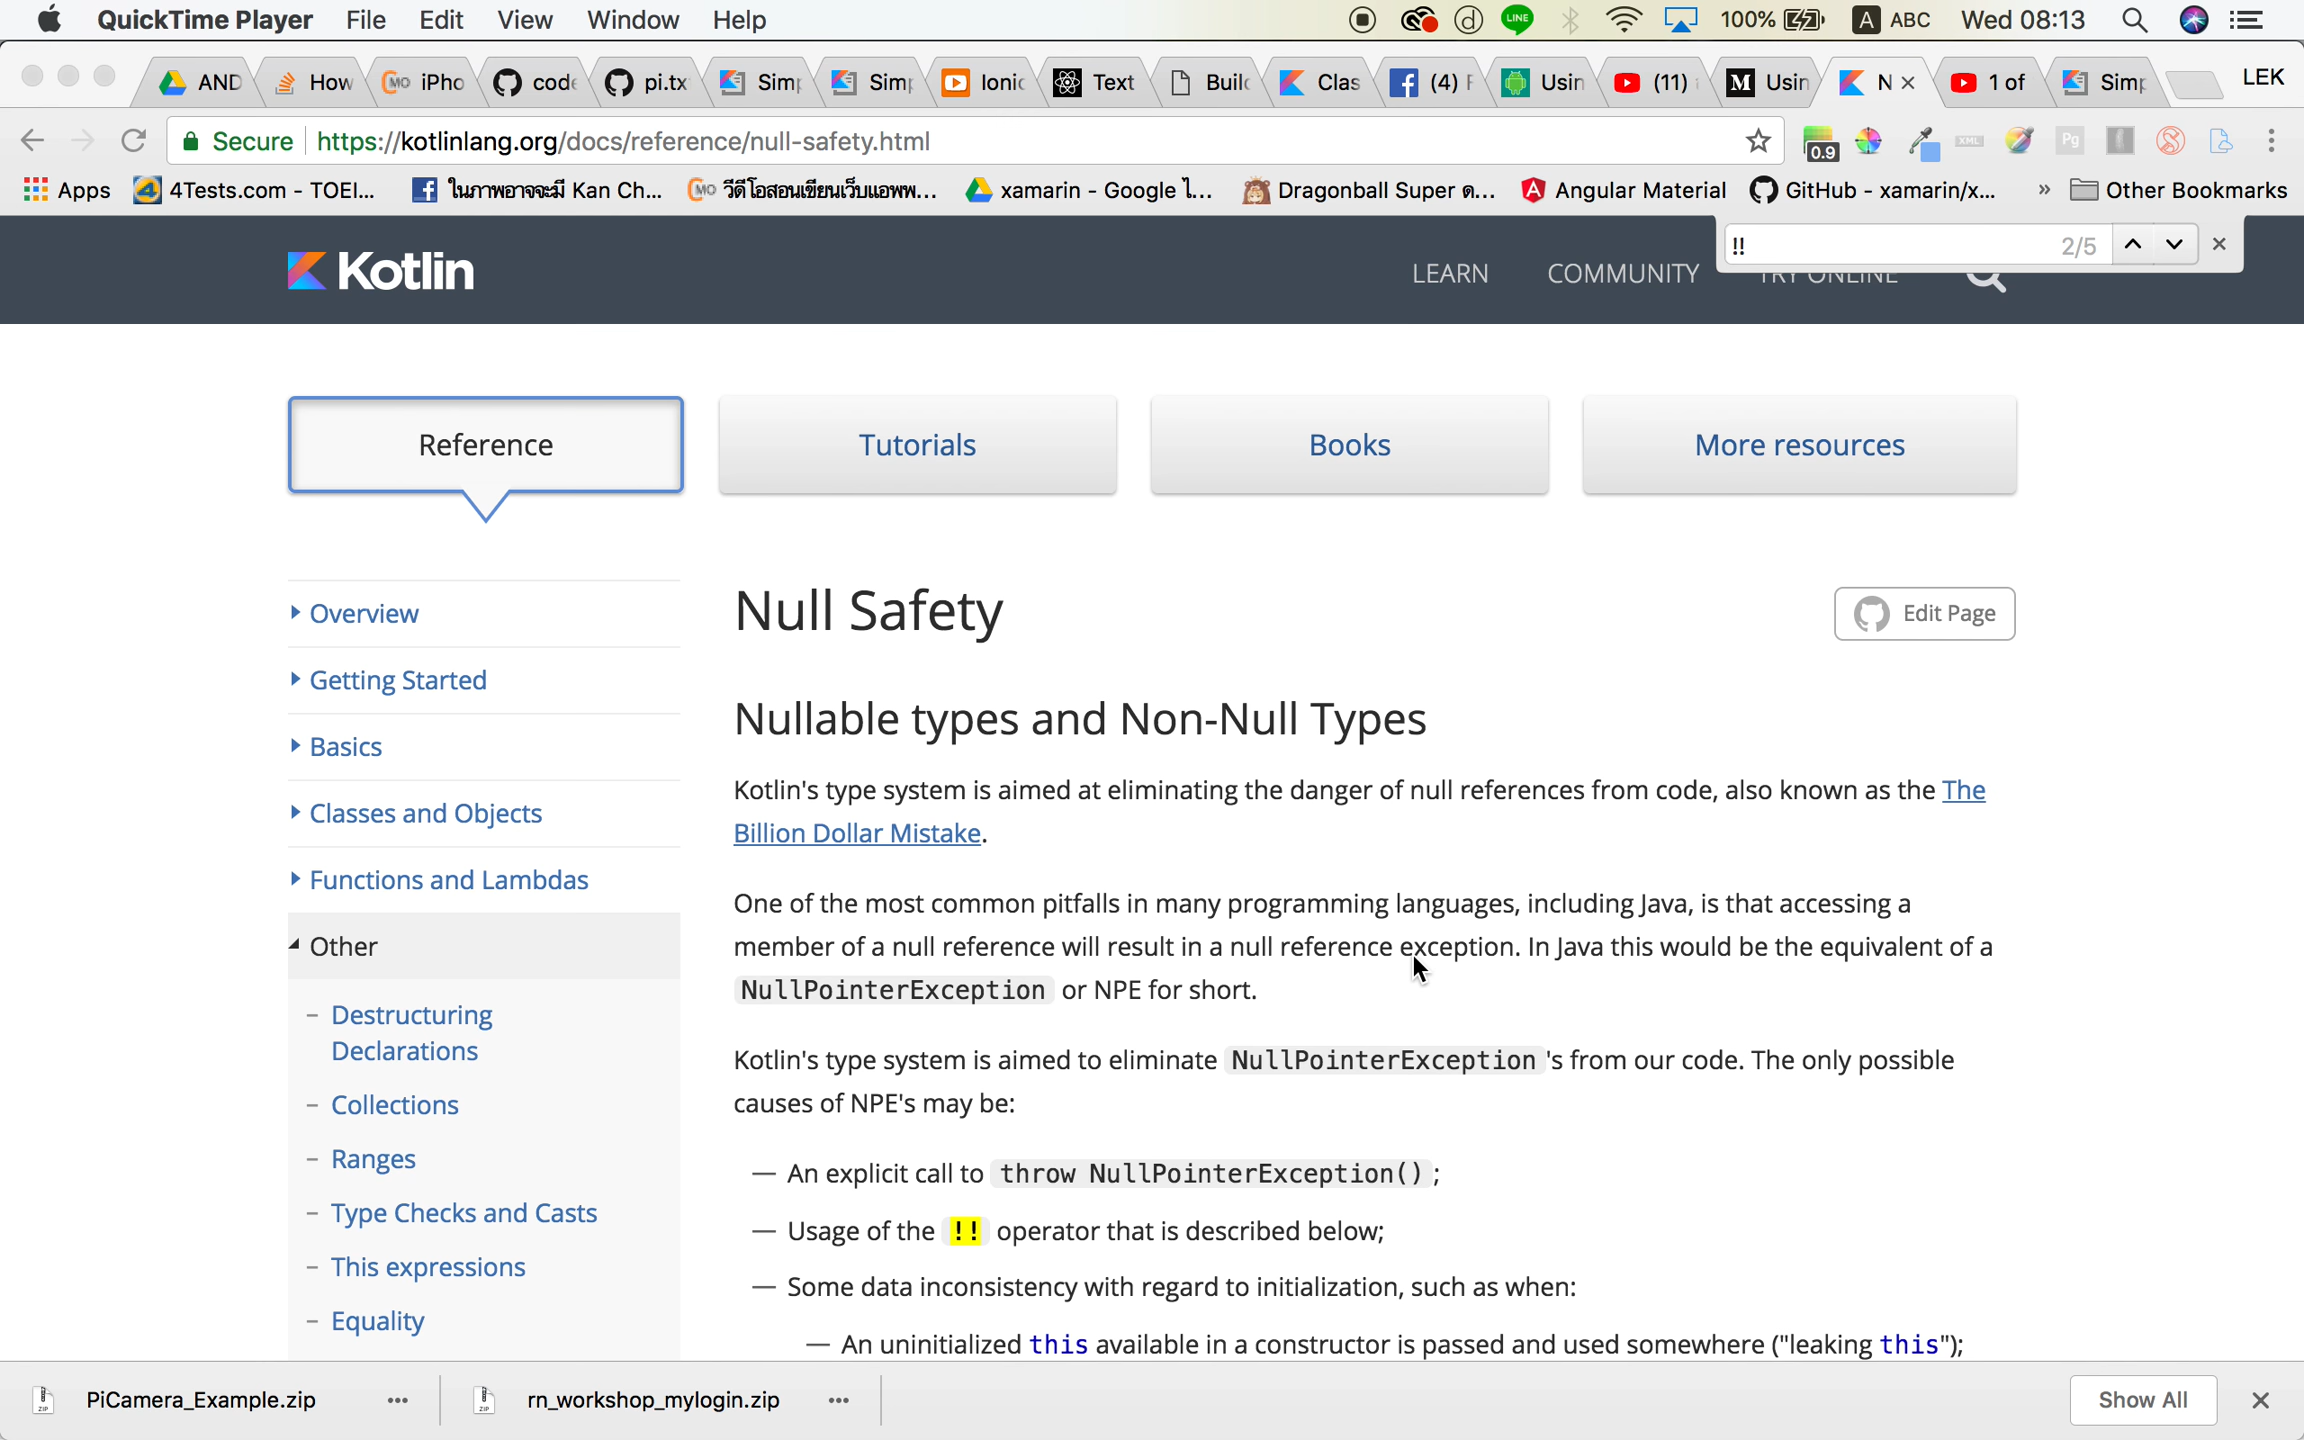 QuickTime Player File Edit View Window Help LINE 100% A ABC Wed 08:13
AND How iPho code pi.tx Simp Simp Ionic Text Build Clas (4) F Usin (11) Usin N 1 of Simp LEK
Secure https://kotlinlang.org/docs/reference/null-safety.html 0.9 XML Pg
Apps 4Tests.com - TOEI... ในภาพอาจจะมี Kan Ch... วีดีโอสอนเขียนเว็บแอพพ... xamarin - Google ไ... Dragonball Super ด... Angular Material GitHub - xamarin/x... » Other Bookmarks
!! 2/5
Kotlin LEARN COMMUNITY TRY ONLINE
Reference Tutorials Books More resources
Overview
Getting Started
Basics
Classes and Objects
Functions and Lambdas
Other
– Destructuring
Declarations
– Collections
– Ranges
– Type Checks and Casts
– This expressions
– Equality
Null Safety
Edit Page
Nullable types and Non-Null Types
Kotlin's type system is aimed at eliminating the danger of null references from code, also known as the The
Billion Dollar Mistake.
One of the most common pitfalls in many programming languages, including Java, is that accessing a
member of a null reference will result in a null reference exception. In Java this would be the equivalent of a
NullPointerException or NPE for short.
Kotlin's type system is aimed to eliminate NullPointerException 's from our code. The only possible
causes of NPE's may be:
— An explicit call to throw NullPointerException() ;
— Usage of the !! operator that is described below;
— Some data inconsistency with regard to initialization, such as when:
— An uninitialized this available in a constructor is passed and used somewhere ("leaking this");
PiCamera_Example.zip rn_workshop_mylogin.zip Show All